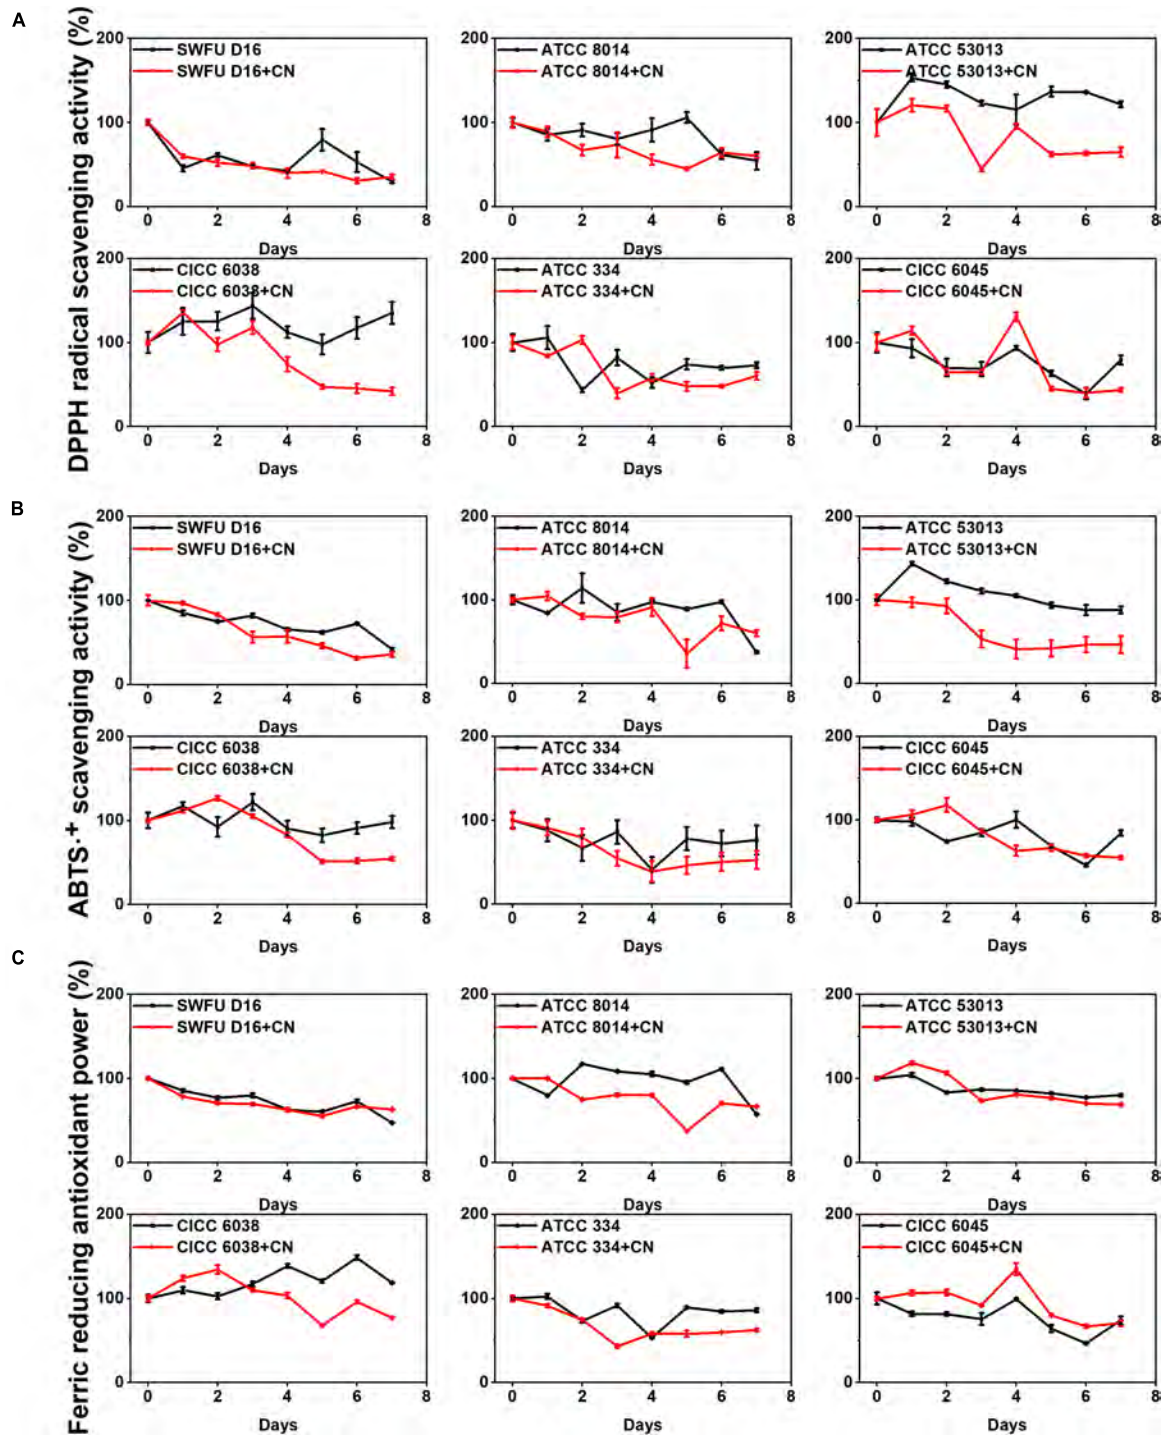 A
DPPH radical scavenging activity (%)
200
100
0
SWFU D16
SWFU D16+CN
0 2 4 6 8
Days
200
100
0
ATCC 8014
ATCC 8014+CN
0 2 4 6 8
Days
200
100
0
ATCC 53013
ATCC 53013+CN
0 2 4 6 8
Days
200
100
0
CICC 6038
CICC 6038+CN
0 2 4 6 8
Days
200
100
0
ATCC 334
ATCC 334+CN
0 2 4 6 8
Days
200
100
0
CICC 6045
CICC 6045+CN
0 2 4 6 8
Days
B
ABTS·+ scavenging activity (%)
200
100
0
SWFU D16
SWFU D16+CN
0 2 4 6 8
Days
200
100
0
ATCC 8014
ATCC 8014+CN
0 2 4 6 8
Days
200
100
0
ATCC 53013
ATCC 53013+CN
0 2 4 6 8
Days
200
100
0
CICC 6038
CICC 6038+CN
0 2 4 6 8
Days
200
100
0
ATCC 334
ATCC 334+CN
0 2 4 6 8
Days
200
100
0
CICC 6045
CICC 6045+CN
0 2 4 6 8
Days
C
Ferric reducing antioxidant power (%)
200
100
0
SWFU D16
SWFU D16+CN
0 2 4 6 8
Days
200
100
0
ATCC 8014
ATCC 8014+CN
0 2 4 6 8
Days
200
100
0
ATCC 53013
ATCC 53013+CN
0 2 4 6 8
Days
200
100
0
CICC 6038
CICC 6038+CN
0 2 4 6 8
Days
200
100
0
ATCC 334
ATCC 334+CN
0 2 4 6 8
Days
200
100
0
CICC 6045
CICC 6045+CN
0 2 4 6 8
Days